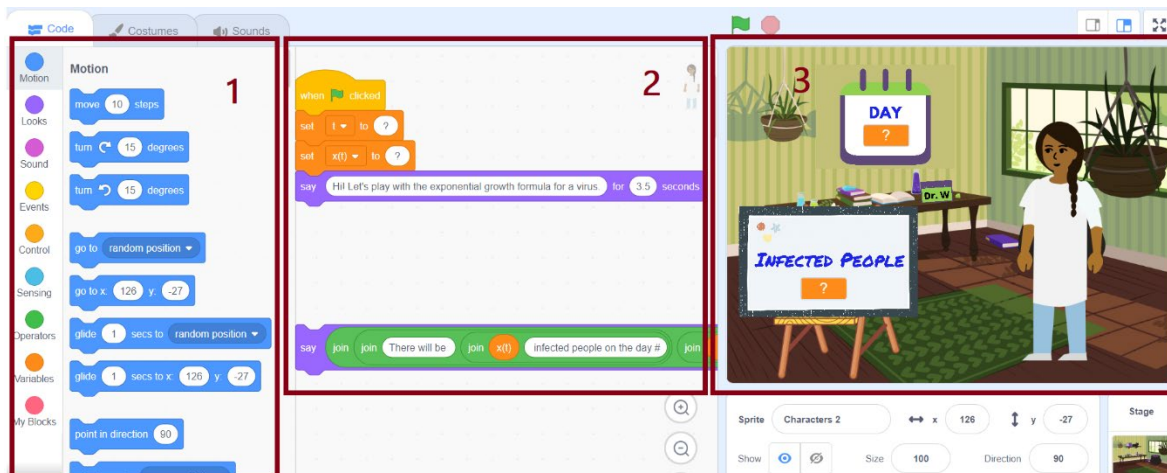 Code Costumes Sounds
Motion
Looks
Sound
Events
Control
Sensing
Operators
Variables
My Blocks
Motion
1
move 10 steps
turn 15 degrees
turn 15 degrees
go to random position
go to x: 126 y: -27
glide 1 secs to random position
glide 1 secs to x: 126 y: -27
point in direction 90
2
when clicked
set t to ?
set x(t) to ?
say Hi! Let's play with the exponential growth formula for a virus. for 3.5 seconds
say join join There will be join x(t) infected people on the day # join
3
DAY
?
Dr. W
INFECTED PEOPLE
?
Sprite Characters 2 x 126 y -27
Show Size 100 Direction 90
Stage